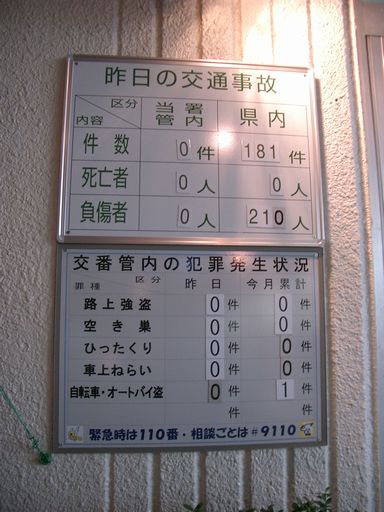 昨日の交通事故
区分 内容 当署管内 県内
件数 0件 181件
死亡者 0人 0人
負傷者 0人 210人
交番管内の犯罪発生状況
罪種 区分 昨日 今月累計
路上強盗 0件 0件
空き巣 0件 0件
ひったくり 0件 0件
車上ねらい 0件 0件
自転車・オートバイ盗 0件 1件
件 件
緊急時は110番・相談ごとは#9110